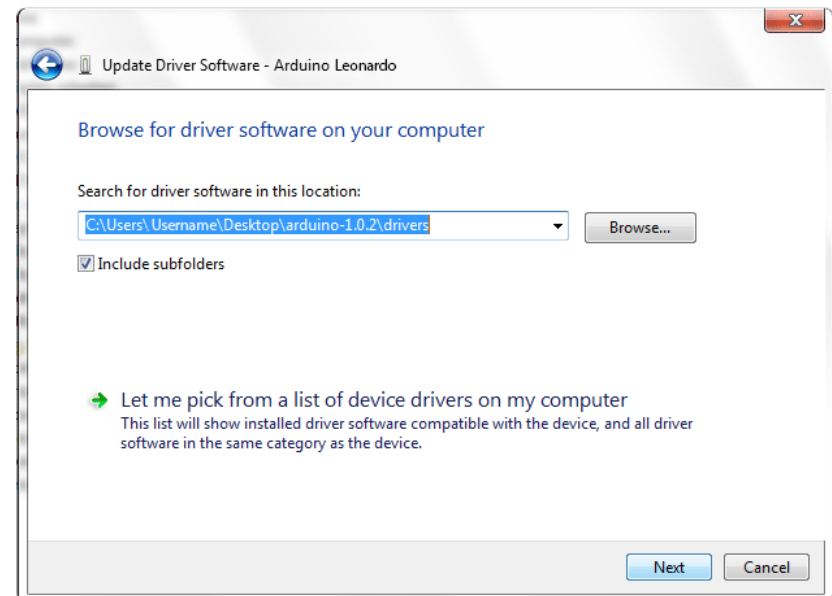 Update Driver Software - Arduino Leonardo
Browse for driver software on your computer
Search for driver software in this location:
C:\Users\Username\Desktop\arduino-1.0.2\drivers
Browse...
Include subfolders
Let me pick from a list of device drivers on my computer
This list will show installed driver software compatible with the device, and all driver
software in the same category as the device.
Next
Cancel